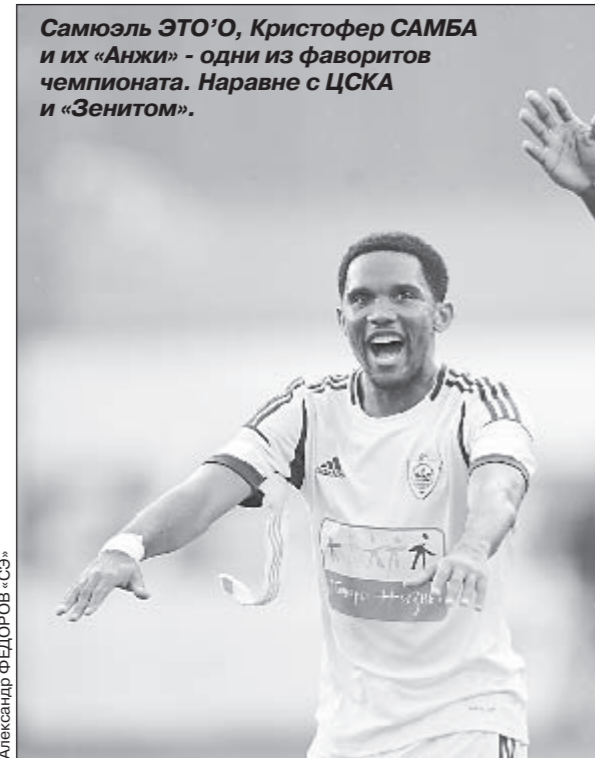 Самюэль ЭТО’О, Кристофер САМБА
и их «Анжи» - одни из фаворитов
чемпионата. Наравне с ЦСКА
и «Зенитом».
Александр ФЕДОРОВ «СЭ»